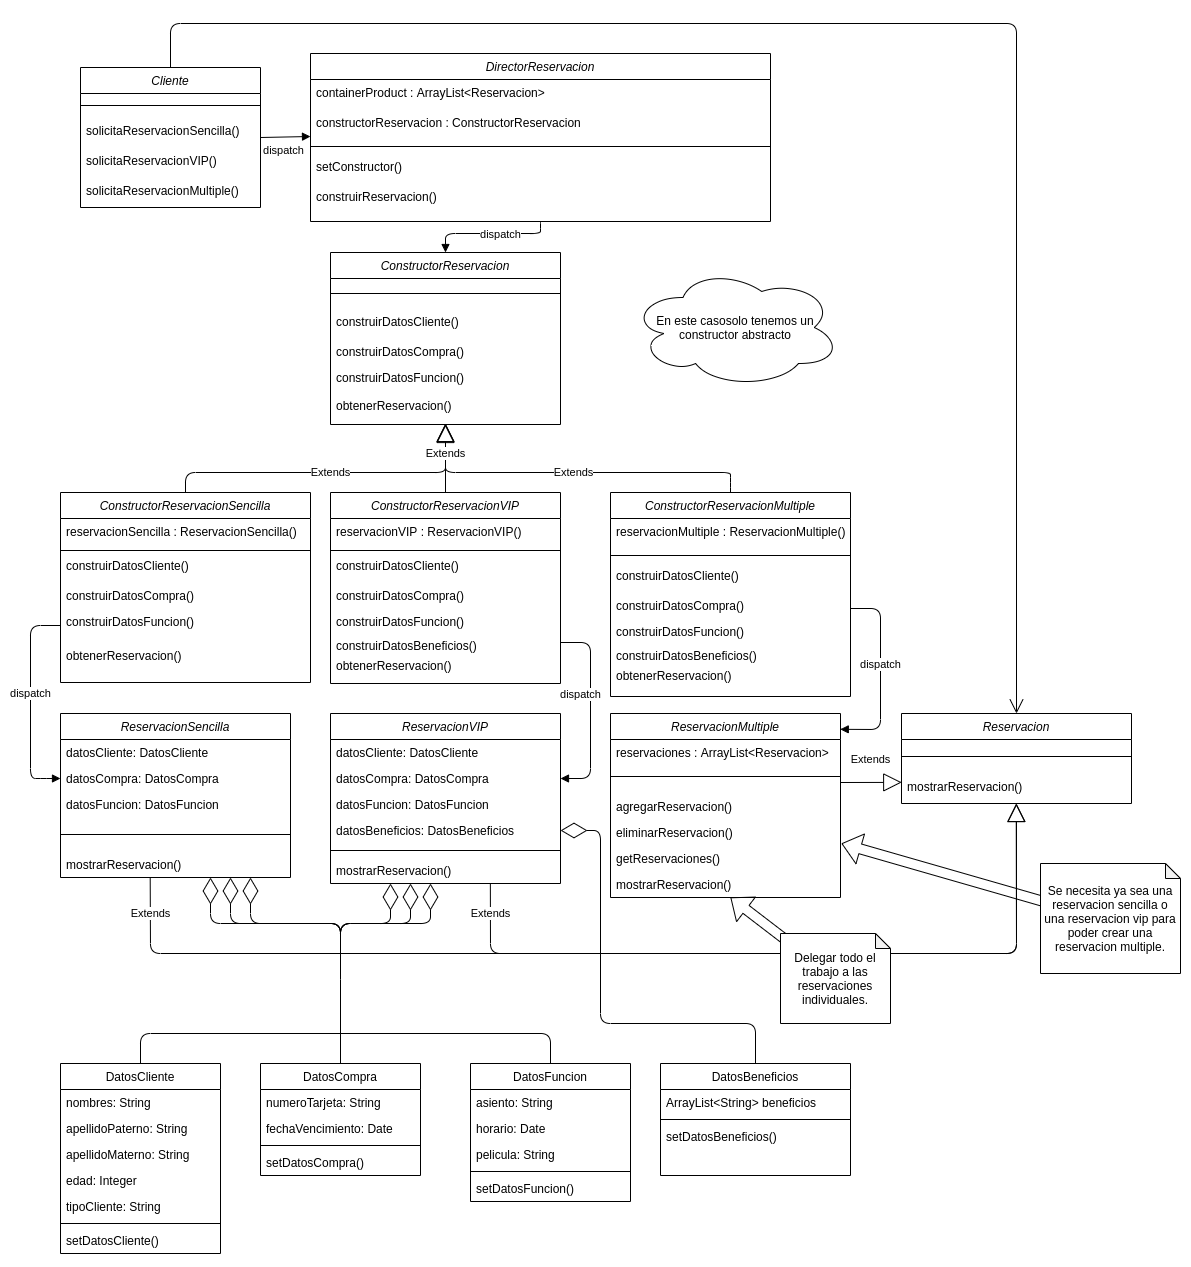 Cliente
solicitaReservacionSencilla()
solicitaReservacionVIP()
solicitaReservacionMultiple()
dispatch
DirectorReservacion
containerProduct : ArrayList<Reservacion>
constructorReservacion : ConstructorReservacion
setConstructor()
construirReservacion()
dispatch
ConstructorReservacion
construirDatosCliente()
construirDatosCompra()
construirDatosFuncion()
obtenerReservacion()
En este casosolo tenemos un
constructor abstracto
Extends
Extends
Extends
ConstructorReservacionSencilla
reservacionSencilla : ReservacionSencilla()
construirDatosCliente()
construirDatosCompra()
construirDatosFuncion()
obtenerReservacion()
dispatch
ConstructorReservacionVIP
reservacionVIP : ReservacionVIP()
construirDatosCliente()
construirDatosCompra()
construirDatosFuncion()
construirDatosBeneficios()
obtenerReservacion()
dispatch
ConstructorReservacionMultiple
reservacionMultiple : ReservacionMultiple()
construirDatosCliente()
construirDatosCompra()
construirDatosFuncion()
construirDatosBeneficios()
obtenerReservacion()
dispatch
ReservacionSencilla
datosCliente: DatosCliente
datosCompra: DatosCompra
datosFuncion: DatosFuncion
mostrarReservacion()
Extends
ReservacionVIP
datosCliente: DatosCliente
datosCompra: DatosCompra
datosFuncion: DatosFuncion
datosBeneficios: DatosBeneficios
mostrarReservacion()
Extends
ReservacionMultiple
reservaciones : ArrayList<Reservacion>
agregarReservacion()
eliminarReservacion()
getReservaciones()
mostrarReservacion()
Extends
Reservacion
mostrarReservacion()
Se necesita ya sea una
reservacion sencilla o
una reservacion vip para
poder crear una
reservacion multiple.
Delegar todo el
trabajo a las
reservaciones
individuales.
DatosCliente
nombres: String
apellidoPaterno: String
apellidoMaterno: String
edad: Integer
tipoCliente: String
setDatosCliente()
DatosCompra
numeroTarjeta: String
fechaVencimiento: Date
setDatosCompra()
DatosFuncion
asiento: String
horario: Date
pelicula: String
setDatosFuncion()
DatosBeneficios
ArrayList<String> beneficios
setDatosBeneficios()